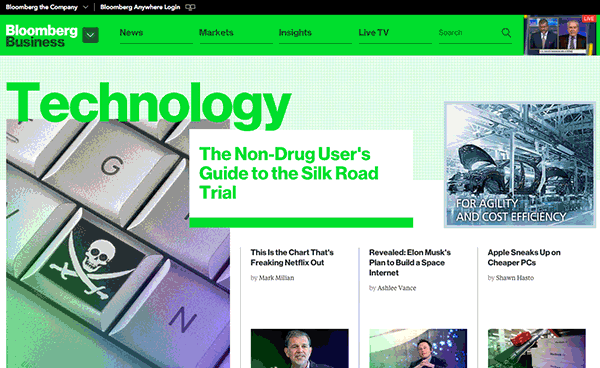 Bloomberg the Company
Bloomberg Anywhere Login
Bloomberg
Business
News
Markets
Insights
Live TV
Search
LIVE
Technology
G
N
The Non-Drug User's
Guide to the Silk Road
Trial
FOR AGILITY
AND COST EFFICIENCY
This Is the Chart That's
Freaking Netflix Out
by Mark Milian
Revealed: Elon Musk's
Plan to Build a Space
Internet
by Ashlee Vance
Apple Sneaks Up on
Cheaper PCs
by Shawn Hasto